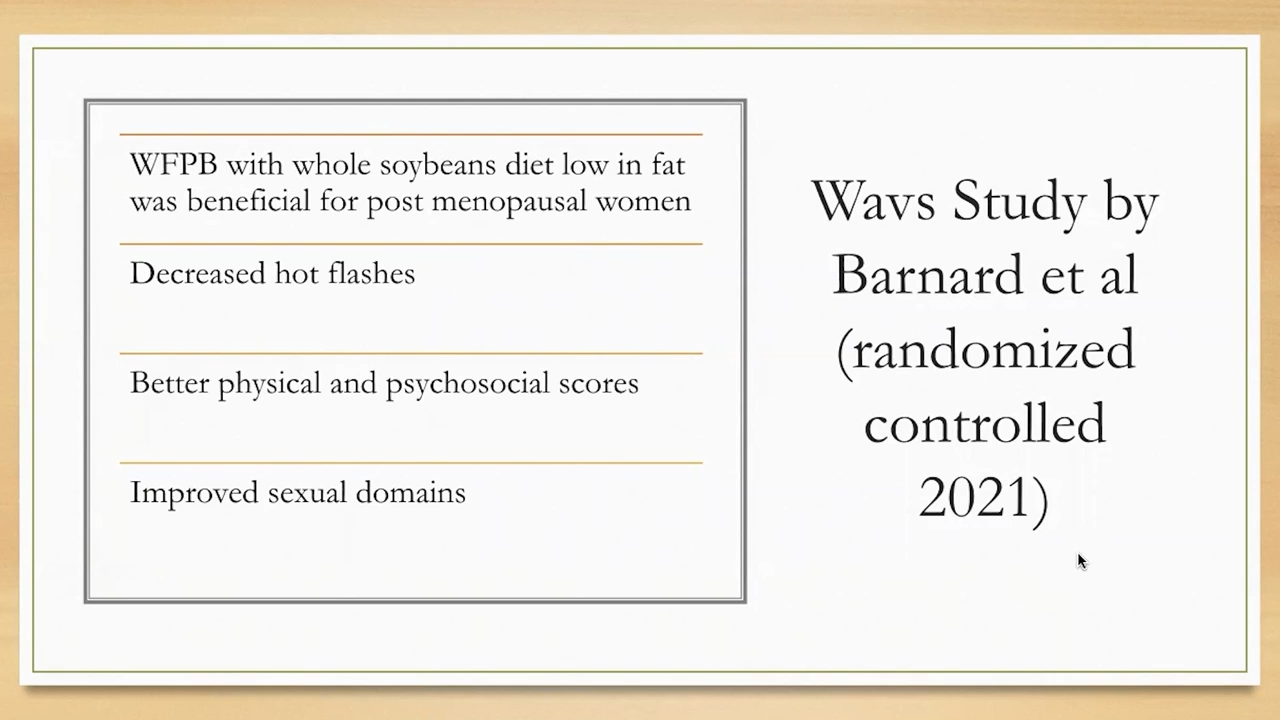 WFPB with whole soybeans diet low in fat
was beneficial for post menopausal women
Decreased hot flashes
Better physical and psychosocial scores
Improved sexual domains
Wavs Study by
Barnard et al
(randomized
controlled
2021)